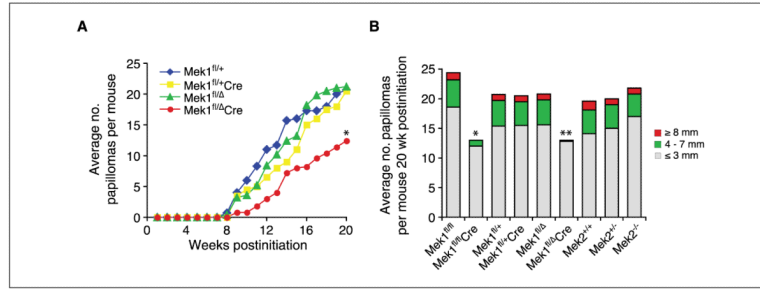 A
Average no.
papillomas per mouse
25
20
15
10
5
0
0 4 8 12 16 20
Weeks postinitiation
Mek1fl/+
Mek1fl/+Cre
Mek1fl/Δ
Mek1fl/ΔCre
*
B
Average no. papillomas
per mouse 20 wk postinitiation
25
20
15
10
5
0
* **
Mek1fl/fl
Mek1fl/flCre
Mek1fl/+
Mek1fl/+Cre
Mek1fl/Δ
Mek1fl/ΔCre
Mek2+/+
Mek2+/-
Mek2-/-
≥ 8 mm
4 - 7 mm
≤ 3 mm